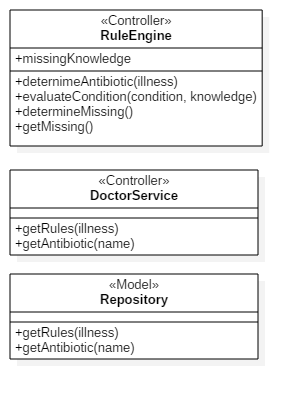 «Controller»
RuleEngine
+missingKnowledge
+deternimeAntibiotic(illness)
+evaluateCondition(condition, knowledge)
+determineMissing()
+getMissing()
«Controller»
DoctorService
+getRules(illness)
+getAntibiotic(name)
«Model»
Repository
+getRules(illness)
+getAntibiotic(name)